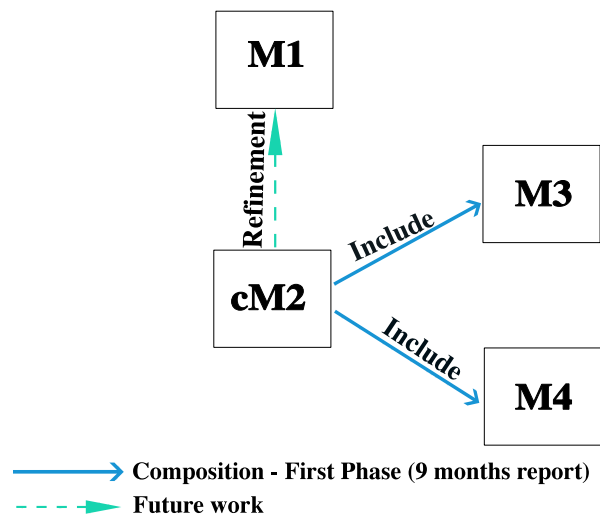 M1
Refinement
M3
Include
cM2
Include
M4
Composition - First Phase (9 months report)
Future work